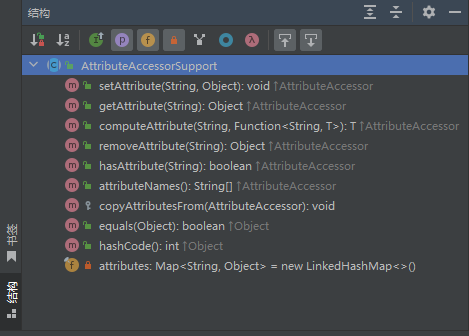 结构
AttributeAccessorSupport
setAttribute(String, Object): void ↑AttributeAccessor
getAttribute(String): Object ↑AttributeAccessor
computeAttribute(String, Function<String, T>): T ↑AttributeAccessor
removeAttribute(String): Object ↑AttributeAccessor
hasAttribute(String): boolean ↑AttributeAccessor
attributeNames(): String[] ↑AttributeAccessor
copyAttributesFrom(AttributeAccessor): void
equals(Object): boolean ↑Object
hashCode(): int ↑Object
attributes: Map<String, Object> = new LinkedHashMap<>()
书签
结构